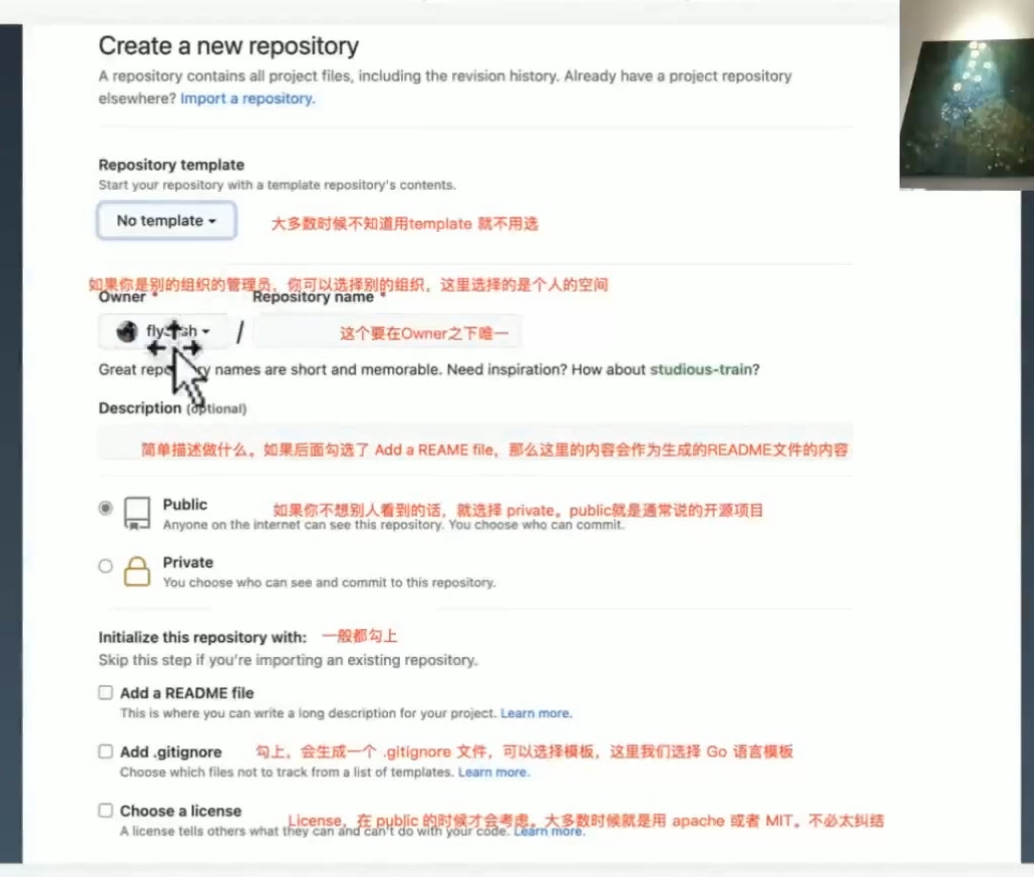 Create a new repository
A repository contains all project files, including the revision history. Already have a project repository
elsewhere? Import a repository.
Repository template
Start your repository with a template repository's contents.
No template
大多数时候不知道用template 就不用选
如果你是别的组织的管理员，你可以选择别的组织，这里选择的是个人的空间
Owner * Repository name *
/ 这个要在Owner之下唯一
Great names are short and memorable. Need inspiration? How about studious-train?
Description (optional)
简单描述做什么。如果后面勾选了 Add a REAME file，那么这里的内容会作为生成的README文件的内容
Public
如果你不想别人看到的话，就选择 private。public就是通常说的开源项目
Anyone on the internet can see this repository. You choose who can commit.
Private
You choose who can see and commit to this repository.
Initialize this repository with: 一般都勾上
Skip this step if you're importing an existing repository.
Add a README file
This is where you can write a long description for your project. Learn more.
Add .gitignore 勾上，会生成一个 .gitignore 文件，可以选择模板，这里我们选择 Go 语言模板
Choose which files not to track from a list of templates. Learn more.
Choose a license
License，在 public 的时候才会考虑。大多数时候就是用 apache 或者 MIT。不必太纠结
A license tells others what they can and can't do with your code. Learn more.